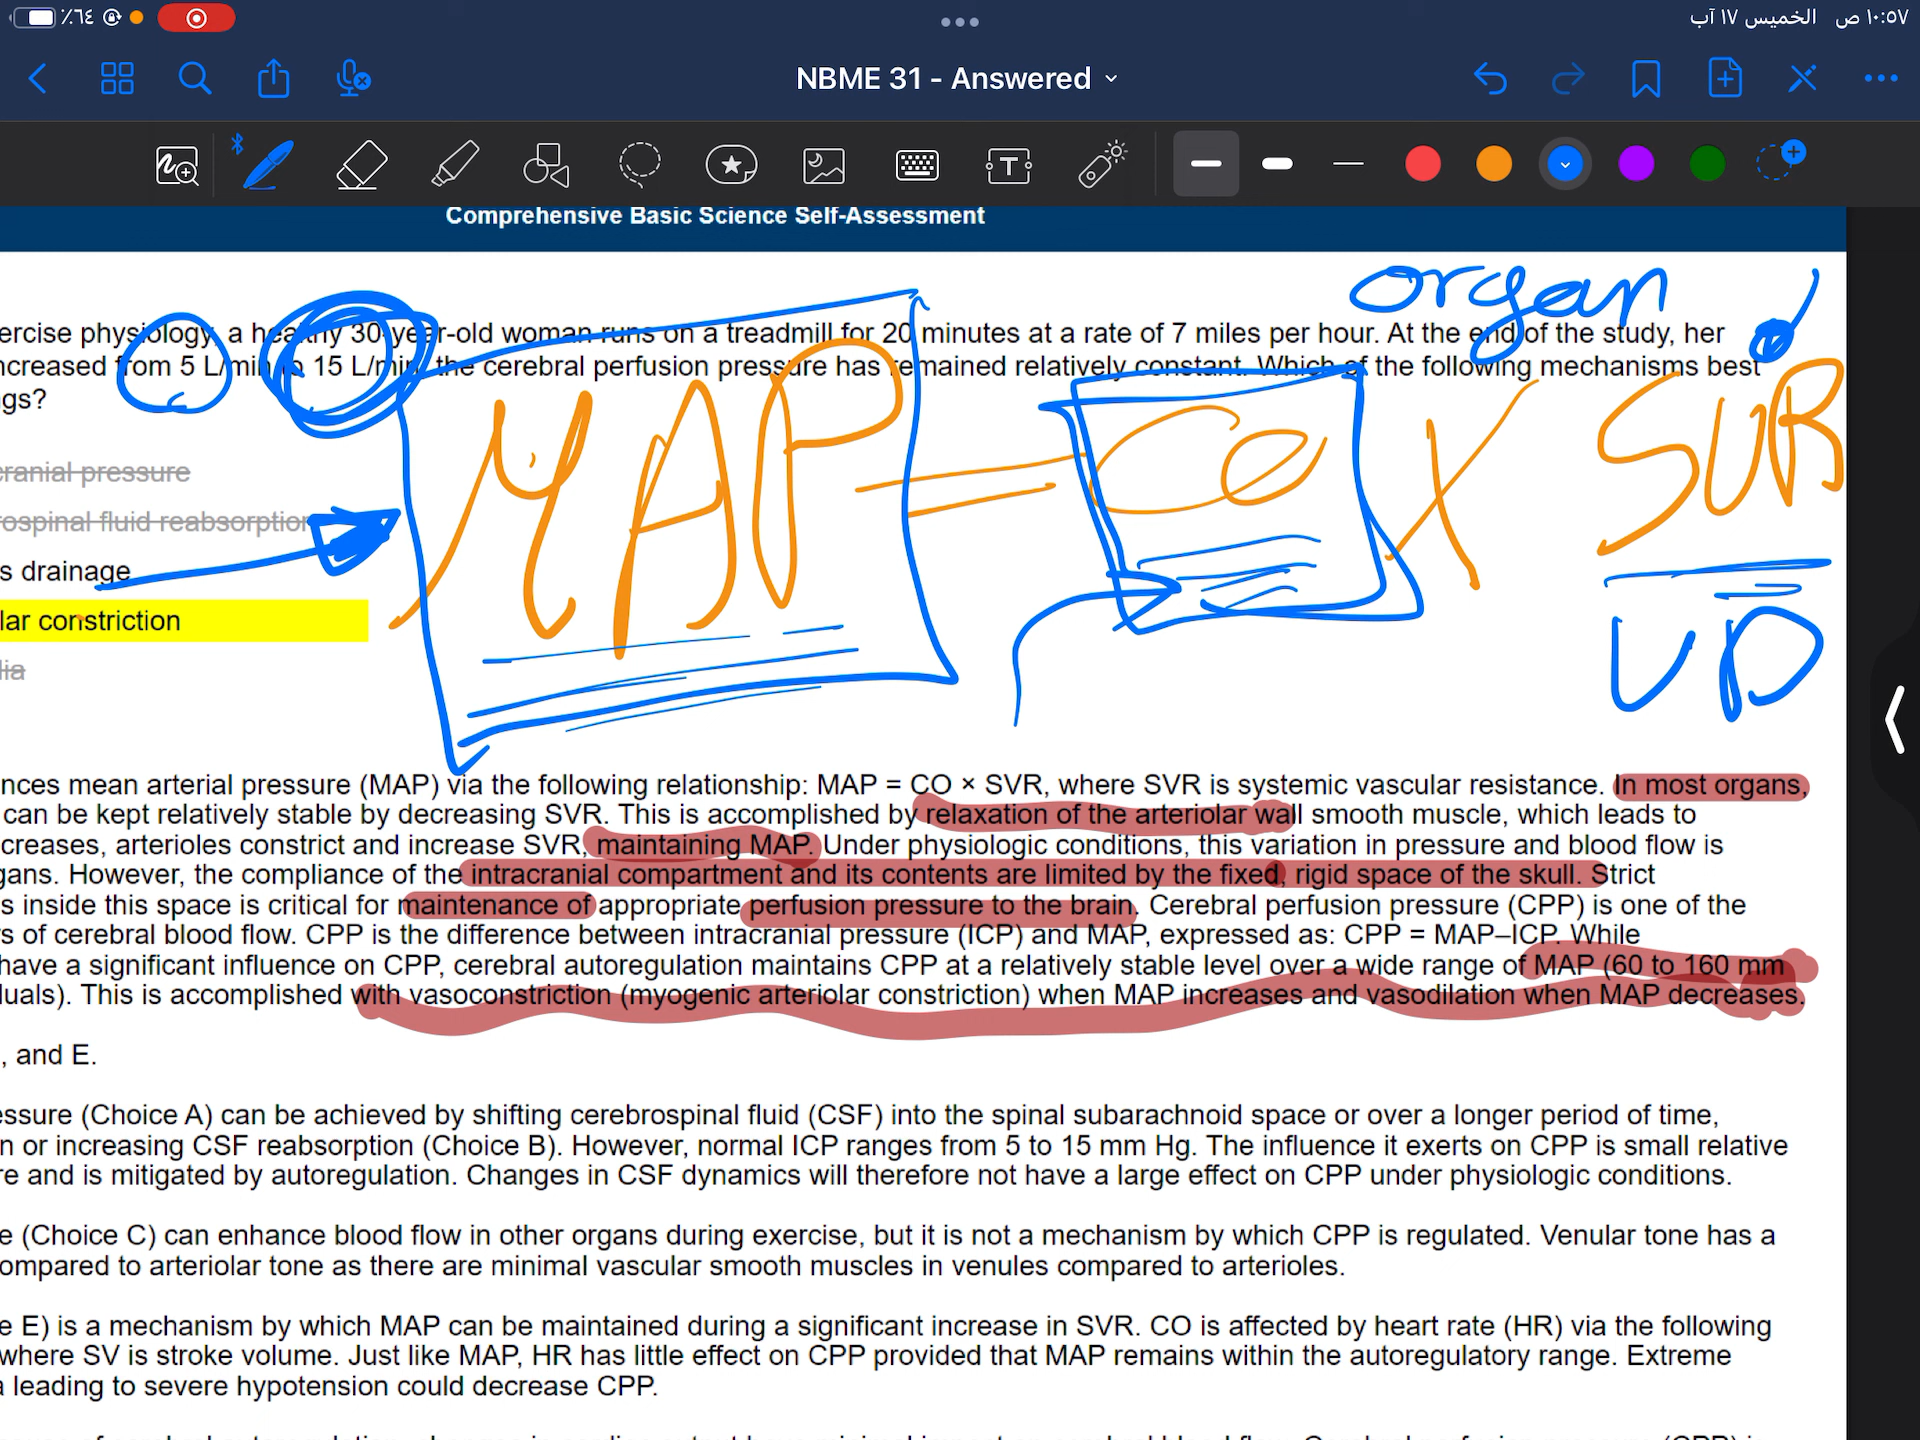 ٪٦٤
١٠:٥٧ ص الخميس ١٧ آب
NBME 31 - Answered
T
Comprehensive Basic Science Self-Assessment
organ
ercise physiology, a healthy 30-year-old woman runs on a treadmill for 20 minutes at a rate of 7 miles per hour. At the end of the study, her
ncreased from 5 L/min to 15 L/min, the cerebral perfusion pressure has remained relatively constant. Which of the following mechanisms best
gs?
MAP = CO X SVR
VD
cranial pressure
rospinal fluid reabsorption
s drainage
lar constriction
lia
nces mean arterial pressure (MAP) via the following relationship: MAP = CO × SVR, where SVR is systemic vascular resistance. In most organs,
can be kept relatively stable by decreasing SVR. This is accomplished by relaxation of the arteriolar wall smooth muscle, which leads to
creases, arterioles constrict and increase SVR, maintaining MAP. Under physiologic conditions, this variation in pressure and blood flow is
gans. However, the compliance of the intracranial compartment and its contents are limited by the fixed, rigid space of the skull. Strict
s inside this space is critical for maintenance of appropriate perfusion pressure to the brain. Cerebral perfusion pressure (CPP) is one of the
rs of cerebral blood flow. CPP is the difference between intracranial pressure (ICP) and MAP, expressed as: CPP = MAP–ICP. While
have a significant influence on CPP, cerebral autoregulation maintains CPP at a relatively stable level over a wide range of MAP (60 to 160 mm
luals). This is accomplished with vasoconstriction (myogenic arteriolar constriction) when MAP increases and vasodilation when MAP decreases.
, and E.
essure (Choice A) can be achieved by shifting cerebrospinal fluid (CSF) into the spinal subarachnoid space or over a longer period of time,
n or increasing CSF reabsorption (Choice B). However, normal ICP ranges from 5 to 15 mm Hg. The influence it exerts on CPP is small relative
re and is mitigated by autoregulation. Changes in CSF dynamics will therefore not have a large effect on CPP under physiologic conditions.
e (Choice C) can enhance blood flow in other organs during exercise, but it is not a mechanism by which CPP is regulated. Venular tone has a
ompared to arteriolar tone as there are minimal vascular smooth muscles in venules compared to arterioles.
e E) is a mechanism by which MAP can be maintained during a significant increase in SVR. CO is affected by heart rate (HR) via the following
where SV is stroke volume. Just like MAP, HR has little effect on CPP provided that MAP remains within the autoregulatory range. Extreme
a leading to severe hypotension could decrease CPP.